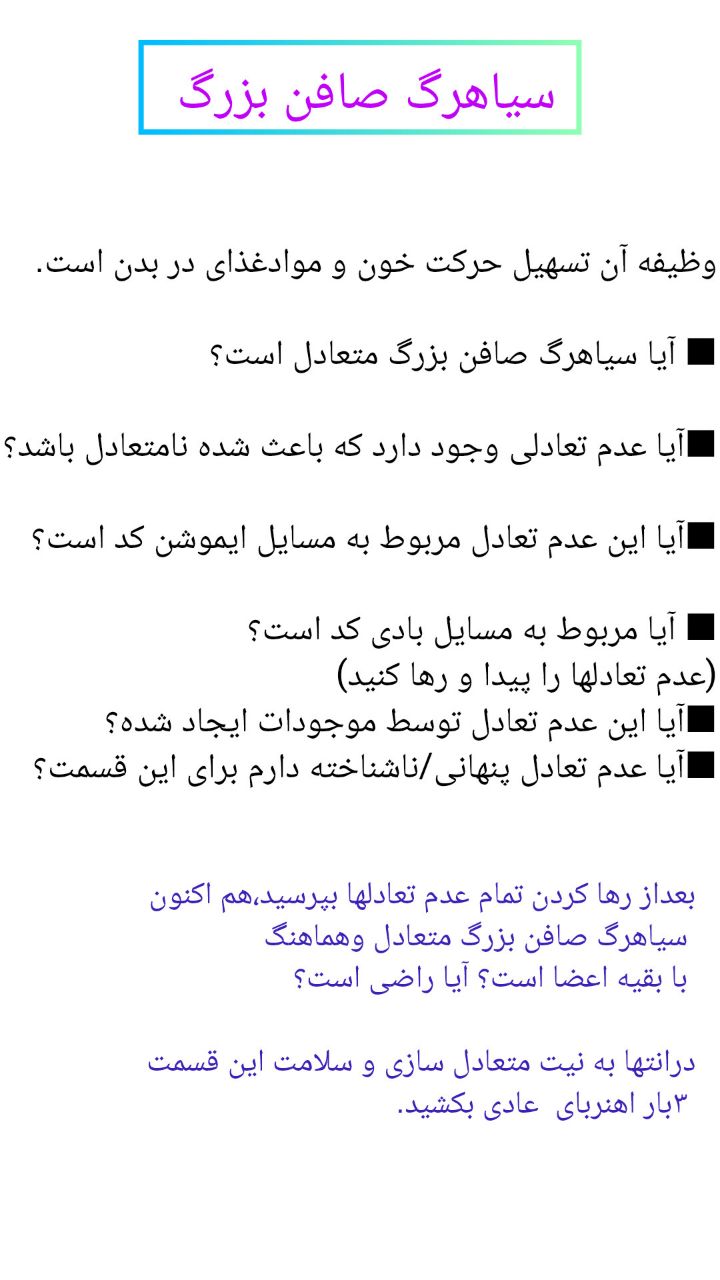 سیاهرگ صافن بزرگ
وظیفه آن تسهیل حرکت خون و موادغذای در بدن است.
■ آیا سیاهرگ صافن بزرگ متعادل است؟
■آیا عدم تعادلی وجود دارد که باعث شده نامتعادل باشد؟
■آیا این عدم تعادل مربوط به مسایل ایموشن کد است؟
■ آیا مربوط به مسایل بادی کد است؟
(عدم تعادلها را پیدا و رها کنید)
■آیا این عدم تعادل توسط موجودات ایجاد شده؟
■آیا عدم تعادل پنهانی/ناشناخته دارم برای این قسمت؟
بعداز رها کردن تمام عدم تعادلها بپرسید،هم اکنون
سیاهرگ صافن بزرگ متعادل وهماهنگ
با بقیه اعضا است؟ آیا راضی است؟
درانتها به نیت متعادل سازی و سلامت این قسمت
۳بار اهنربای عادی بکشید.